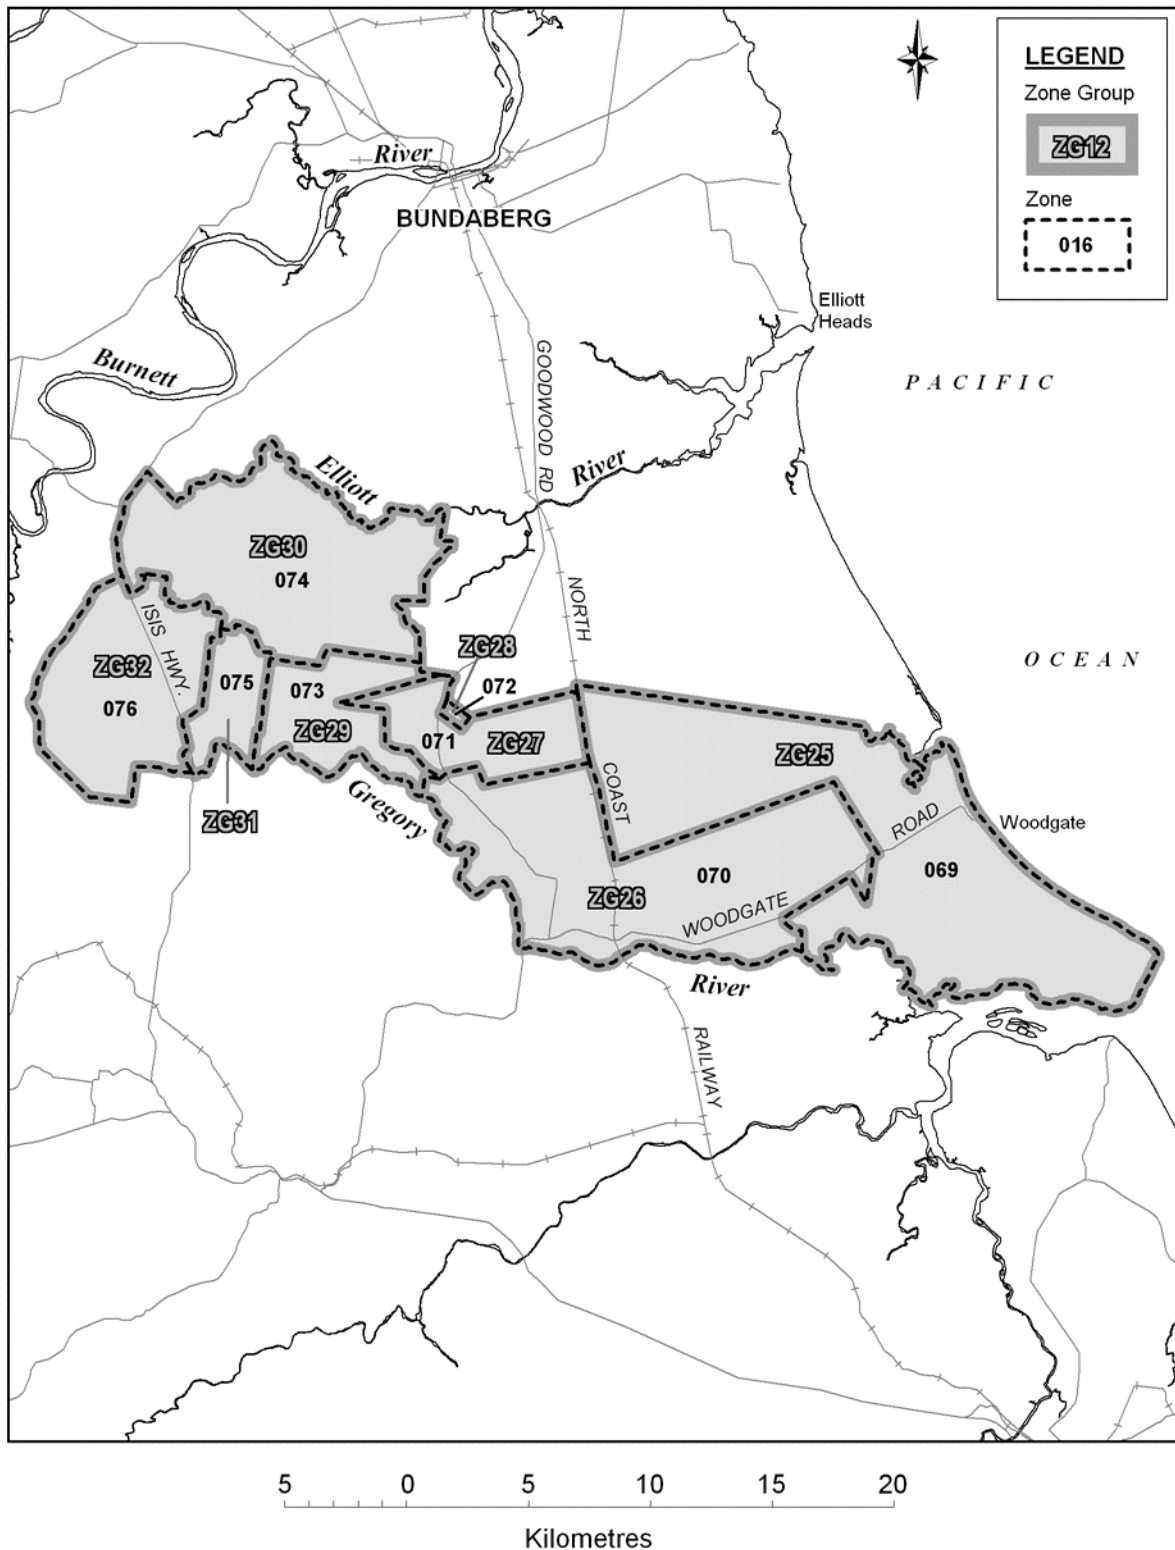 LEGEND
Zone Group
ZG12
Zone
016
River
BUNDABERG
Elliott
Heads
Burnett
GOODWOOD RD
PACIFIC
River
Elliott
ZG30
074
NORTH
ISIS HWY.
ZG28
OCEAN
ZG32
075
073
072
076
ZG29
071
ZG27
ZG25
COAST
Gregory
ZG31
ROAD
Woodgate
069
070
ZG26
WOODGATE
River
RAILWAY
5 0 5 10 15 20
Kilometres